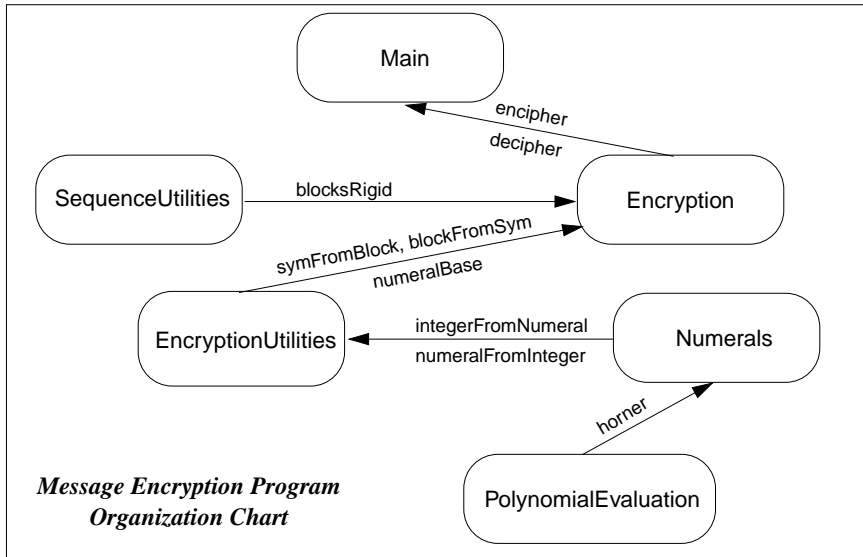 Main
encipher
decipher
SequenceUtilities
blocksRigid
Encryption
symFromBlock, blockFromSym
numeralBase
EncryptionUtilities
integerFromNumeral
numeralFromInteger
Numerals
horner
PolynomialEvaluation
Message Encryption Program
Organization Chart